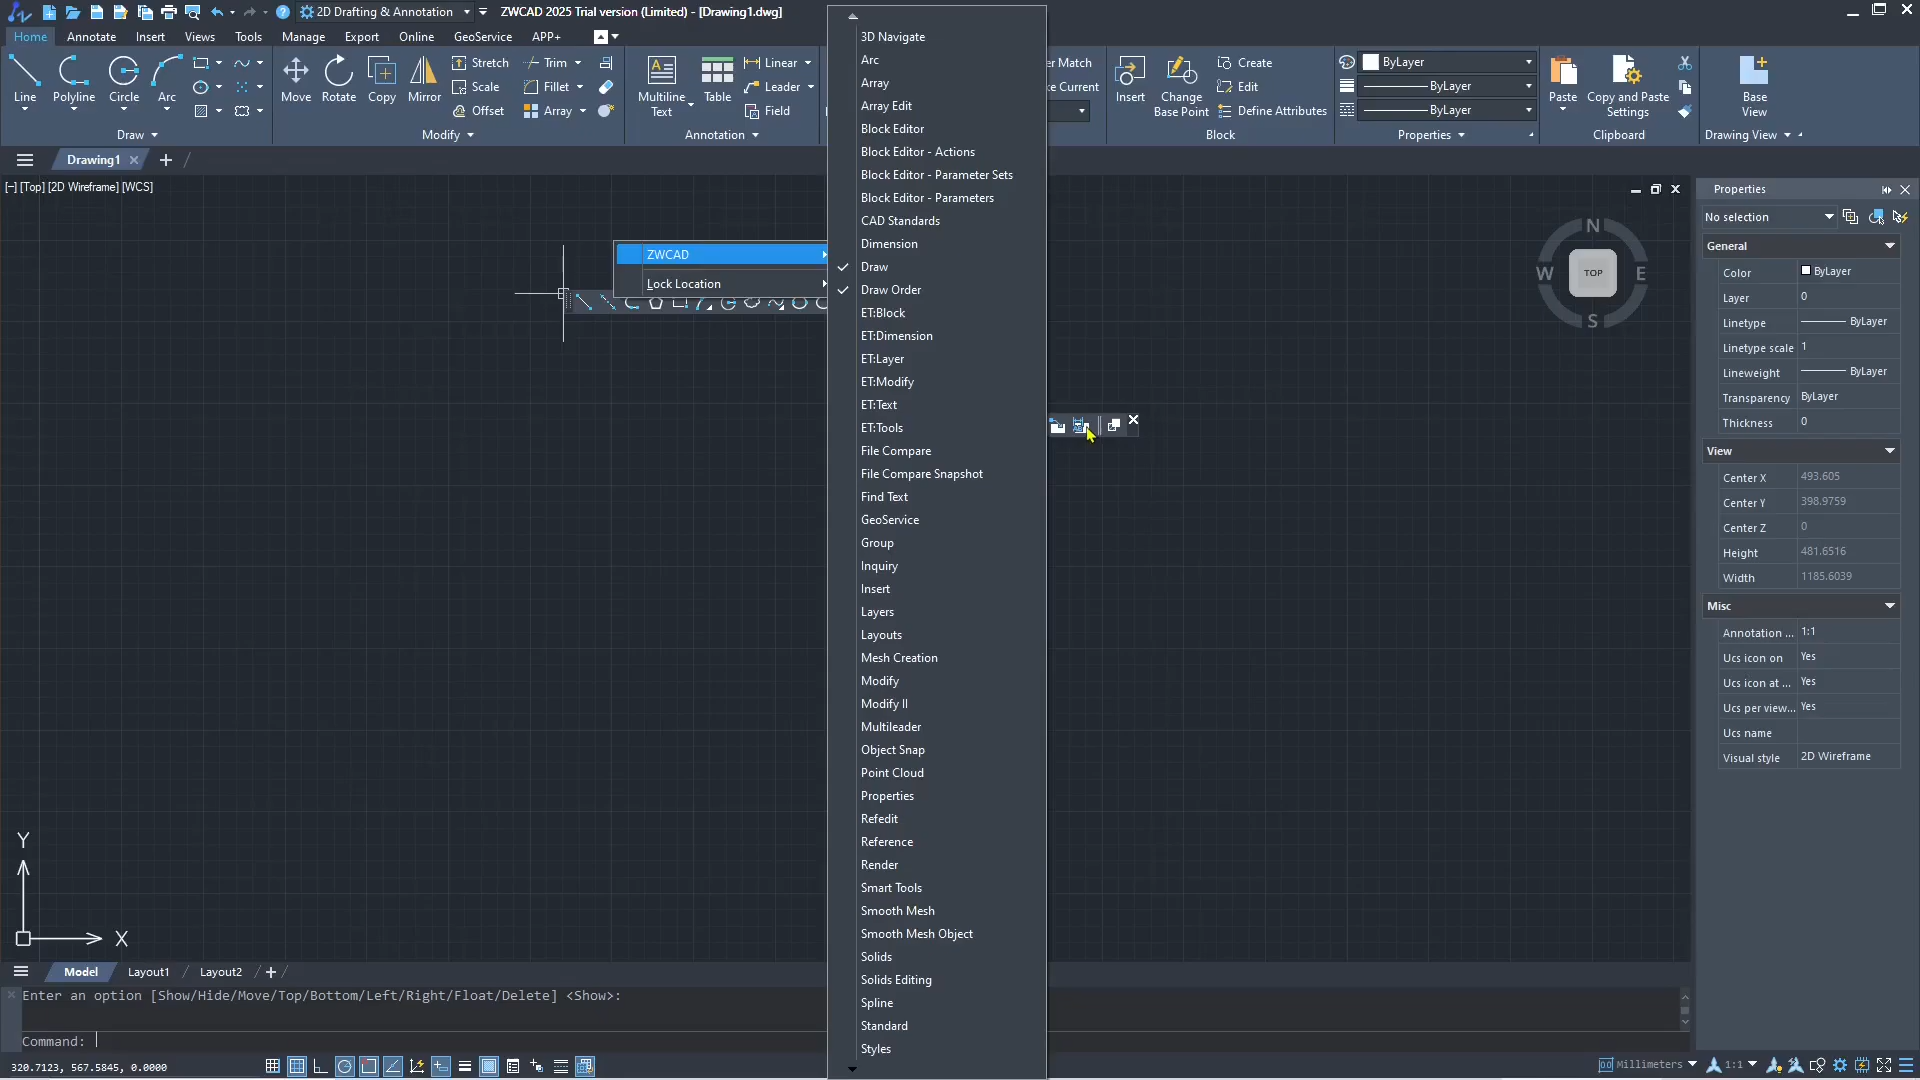 2D Drafting & Annotation
ZWCAD 2025 Trial version (Limited) - [Drawing1.dwg]
Home Annotate Insert Views Tools Manage Export Online GeoService APP+
Line
Polyline
Circle
Arc
Draw
Move
Rotate
Copy
Mirror
Stretch
Scale
Offset
Trim
Fillet
Array
Modify
Multiline
Text
Table
Linear
Leader
Field
Annotation
er Match
e Current
Insert
Change
Base Point
Create
Edit
Define Attributes
Block
ByLayer
ByLayer
ByLayer
Properties
Paste
Copy and Paste
Settings
Clipboard
Base
View
Drawing View
Drawing1
[−] [Top] [2D Wireframe] [WCS]
ZWCAD
Lock Location
3D Navigate
Arc
Array
Array Edit
Block Editor
Block Editor - Actions
Block Editor - Parameter Sets
Block Editor - Parameters
CAD Standards
Dimension
Draw
Draw Order
ET:Block
ET:Dimension
ET:Layer
ET:Modify
ET:Text
ET:Tools
File Compare
File Compare Snapshot
Find Text
GeoService
Group
Inquiry
Insert
Layers
Layouts
Mesh Creation
Modify
Modify II
Multileader
Object Snap
Point Cloud
Properties
Refedit
Reference
Render
Smart Tools
Smooth Mesh
Smooth Mesh Object
Solids
Solids Editing
Spline
Standard
Styles
N
W TOP E
S
Properties
No selection
General
Color ByLayer
Layer 0
Linetype ByLayer
Linetype scale 1
Lineweight ByLayer
Transparency ByLayer
Thickness 0
View
Center X 493.605
Center Y 398.9759
Center Z 0
Height 481.6516
Width 1185.6039
Misc
Annotation ... 1:1
Ucs icon on Yes
Ucs icon at ... Yes
Ucs per view... Yes
Ucs name
Visual style 2D Wireframe
Y
X
Model Layout1 Layout2
Enter an option [Show/Hide/Move/Top/Bottom/Left/Right/Float/Delete] <Show>:
Command:
320.7123, 567.5845, 0.0000
Millimeters
1:1